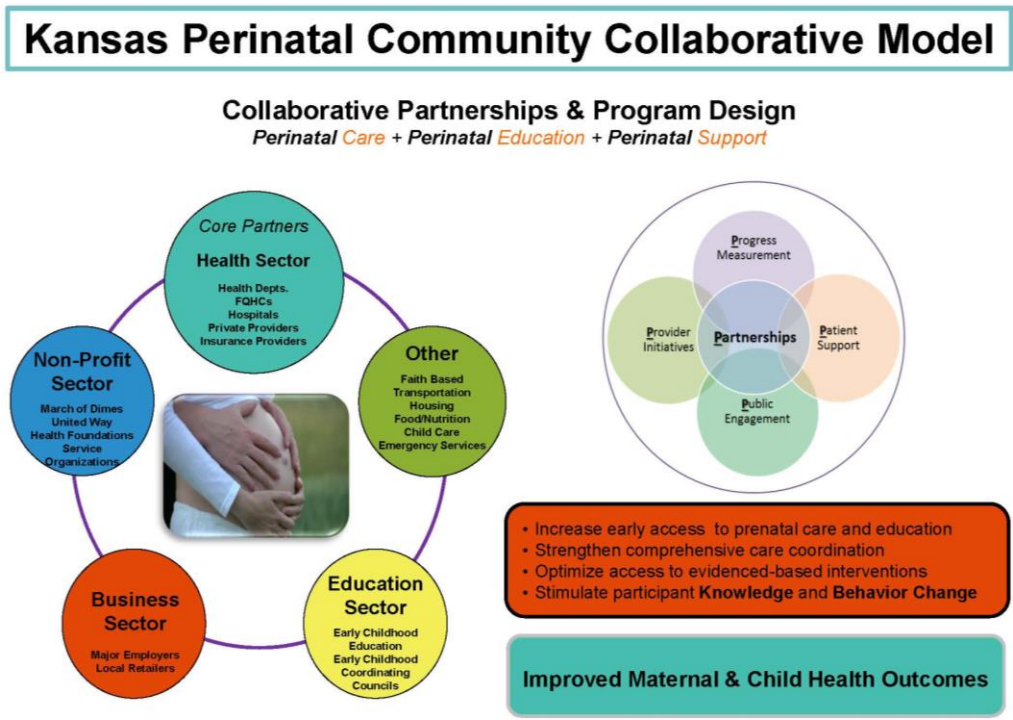 Kansas Perinatal Community Collaborative Model
Collaborative Partnerships & Program Design
Perinatal Care + Perinatal Education + Perinatal Support
Core Partners
Health Sector
Health Depts.
FQHCs
Hospitals
Private Providers
Insurance Providers
Non-Profit
Sector
March of Dimes
United Way
Health Foundations
Service
Organizations
Other
Faith Based
Transportation
Housing
Food/Nutrition
Child Care
Emergency Services
Business
Sector
Major Employers
Local Retailers
Education
Sector
Early Childhood
Education
Early Childhood
Coordinating
Councils
Progress
Measurement
Provider
Initiatives
Partnerships
Patient
Support
Public
Engagement
• Increase early access to prenatal care and education
• Strengthen comprehensive care coordination
• Optimize access to evidenced-based interventions
• Stimulate participant Knowledge and Behavior Change
Improved Maternal & Child Health Outcomes